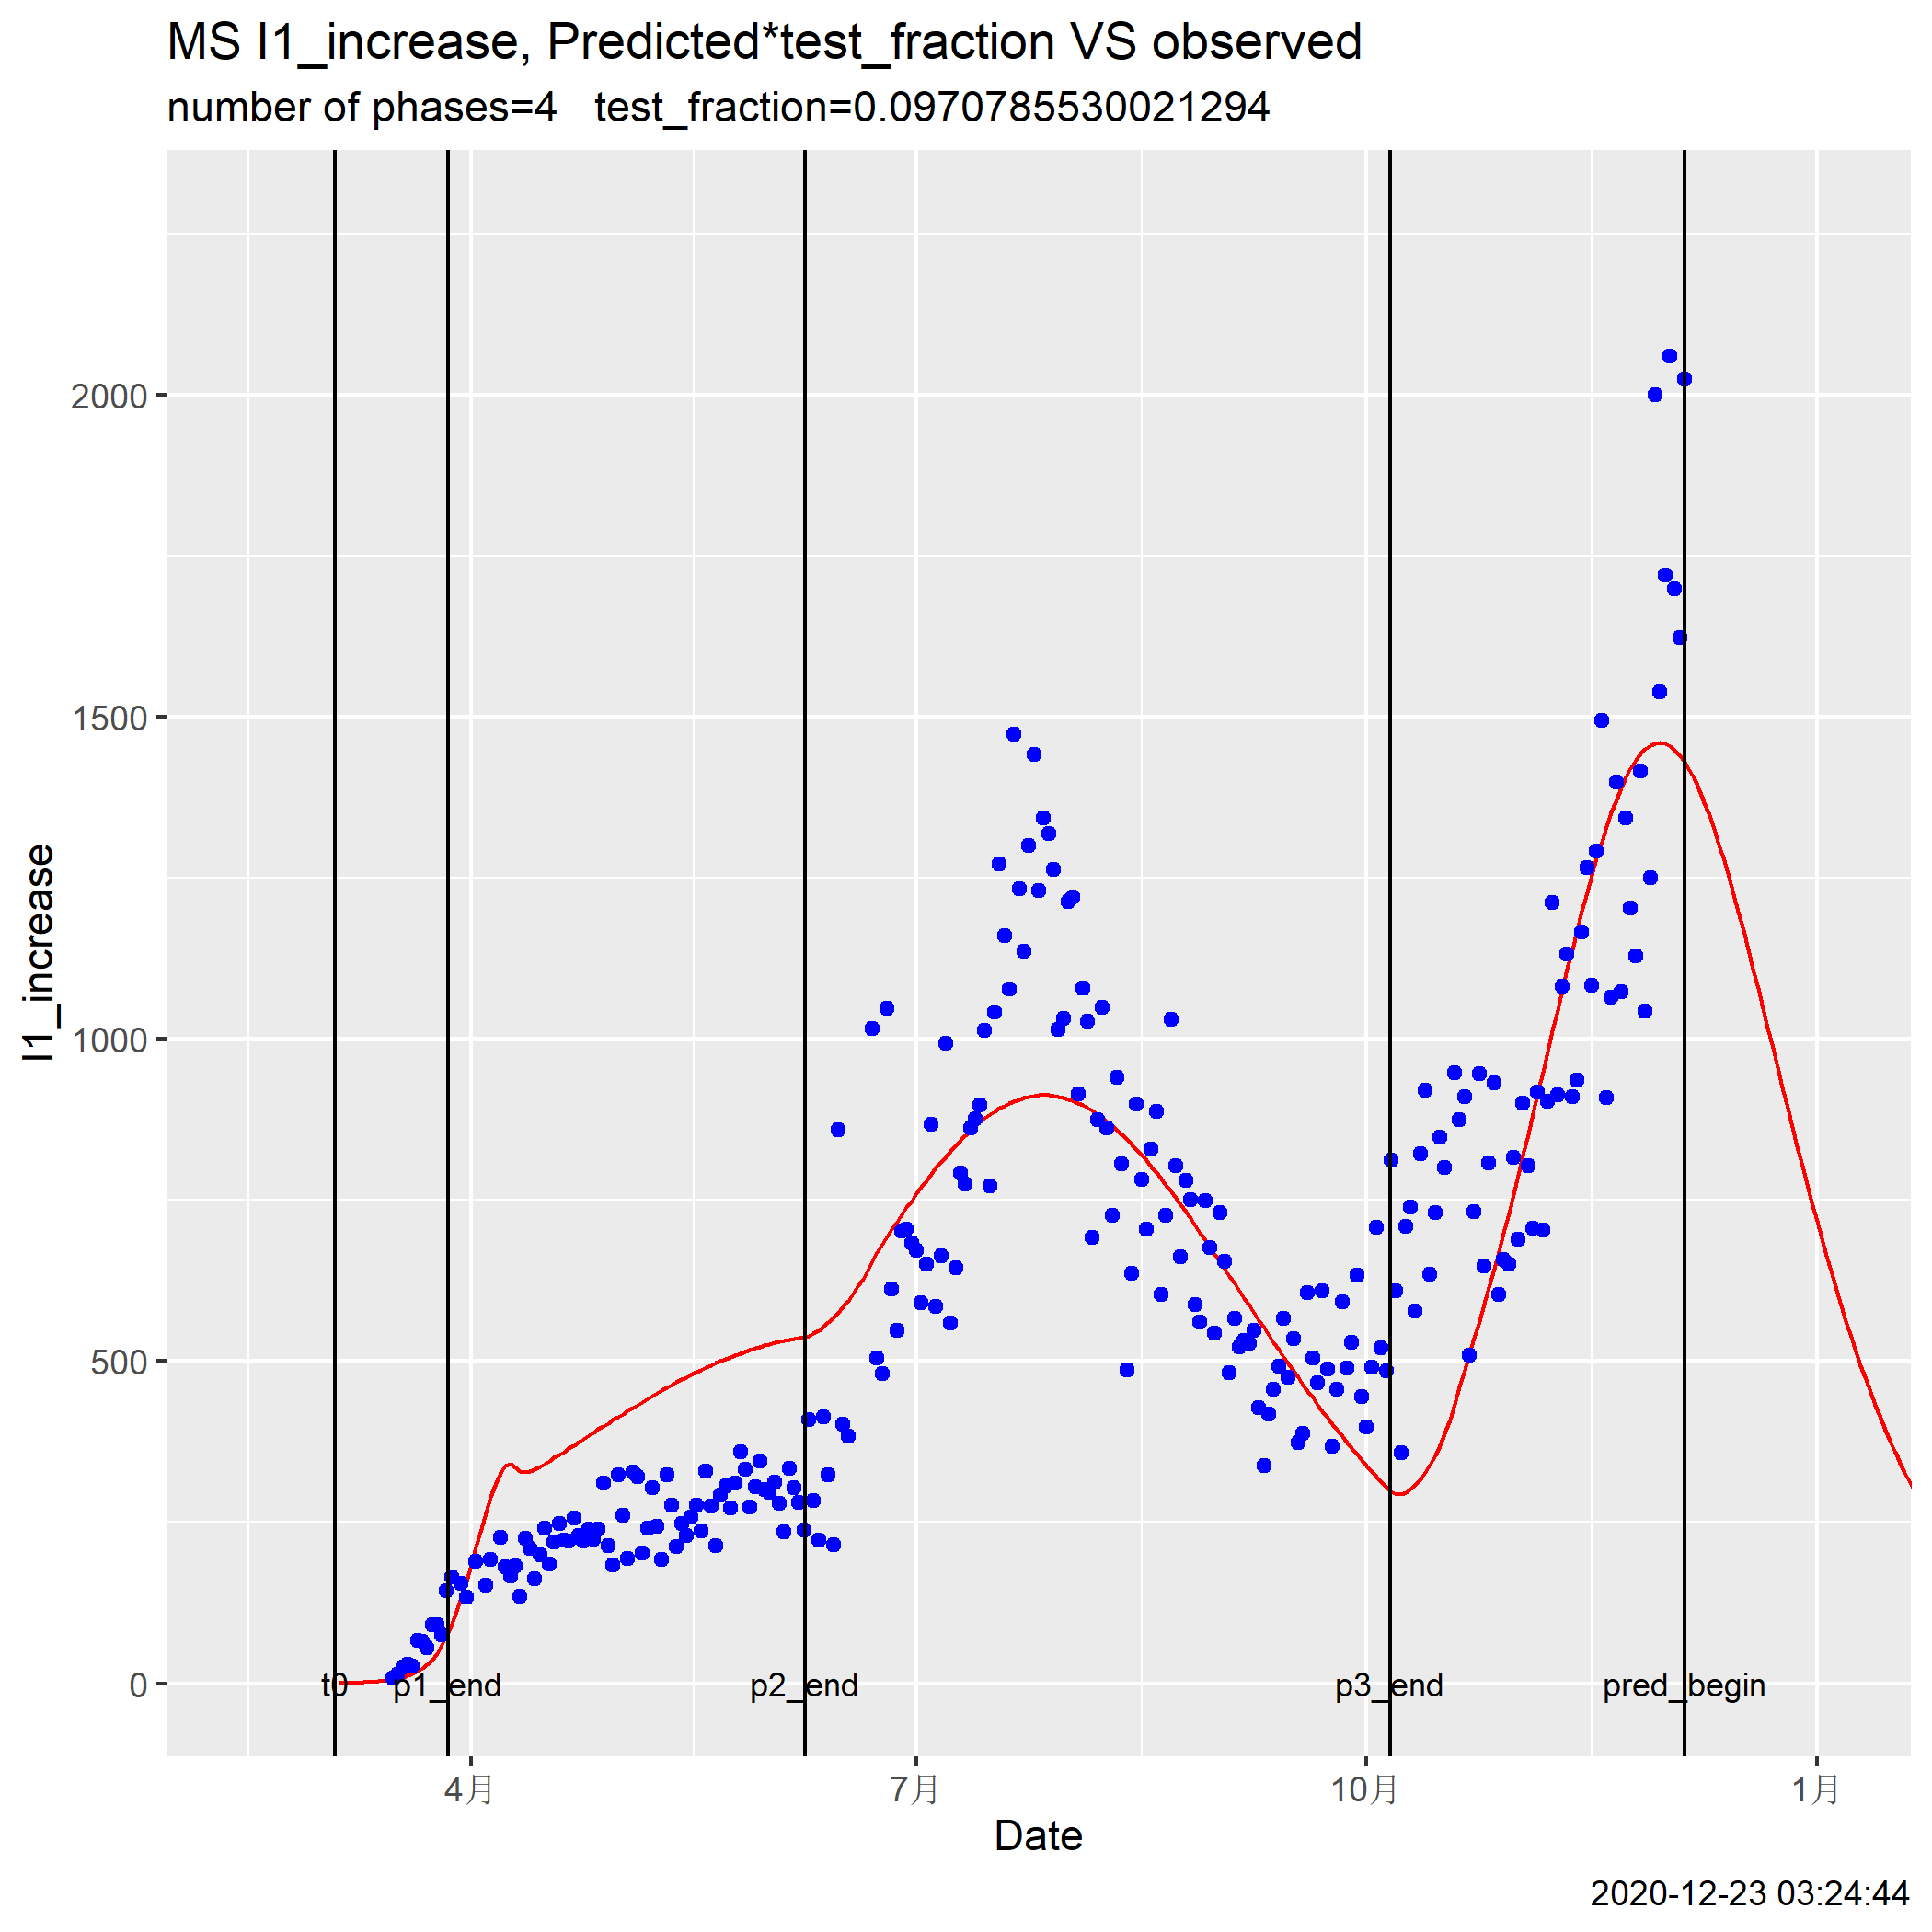 MS I1_increase, Predicted*test_fraction VS observed
number of phases=4   test_fraction=0.0970785530021294
I1_increase
2000
1500
1000
500
0
t0
p1_end
p2_end
p3_end
pred_begin
4月
7月
10月
1月
Date
2020-12-23 03:24:44